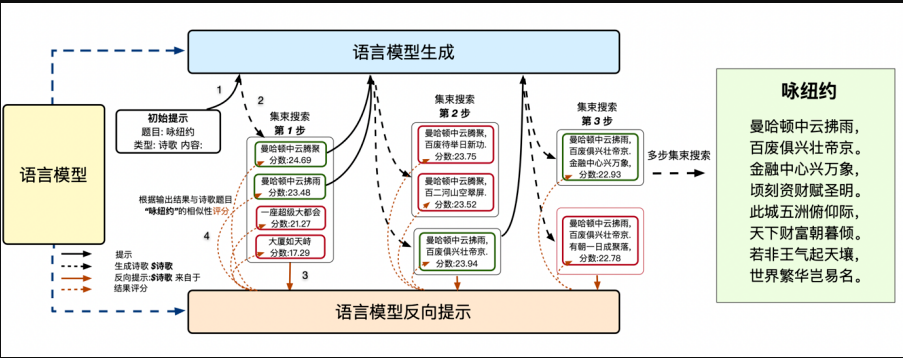 语言模型生成
语言模型
初始提示
题目: 咏纽约
类型: 诗歌 内容:
1
2
集束搜索
第 1 步
曼哈顿中云腾聚
分数:24.69
曼哈顿中云拂雨
分数:23.48
一座超级大都会
分数:21.27
大厦如天峙
分数:17.29
根据输出结果与诗歌题目
“咏纽约”的相似性评分
4
3
集束搜索
第 2 步
曼哈顿中云腾聚,
百废待举日新功.
分数:23.75
曼哈顿中云腾聚,
百二河山空翠屏.
分数:23.52
曼哈顿中云拂雨,
百废俱兴壮帝京.
分数:23.94
集束搜索
第 3 步
曼哈顿中云拂雨,
百废俱兴壮帝京.
金融中心兴万象,
分数:22.93
曼哈顿中云拂雨,
百废俱兴壮帝京.
有朝一日成聚落,
分数:22.78
多步集束搜索
咏纽约
曼哈顿中云拂雨,
百废俱兴壮帝京。
金融中心兴万象,
顷刻资财赋圣明。
此城五洲俯仰际,
天下财富朝暮倾。
若非王气起天壤,
世界繁华岂易名。
提示
生成诗歌 $诗歌
反向提示:$诗歌 来自于
结果评分
语言模型反向提示